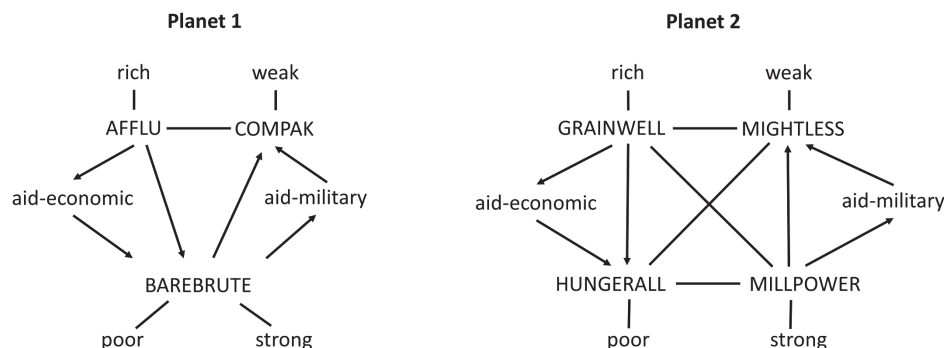 Planet 1
Planet 2
rich
weak
rich
weak
AFFLU
COMPAK
GRAINWELL
MIGHTLESS
aid-economic
aid-military
aid-economic
aid-military
BAREBRUTE
HUNGERALL
MILLPOWER
poor
strong
poor
strong